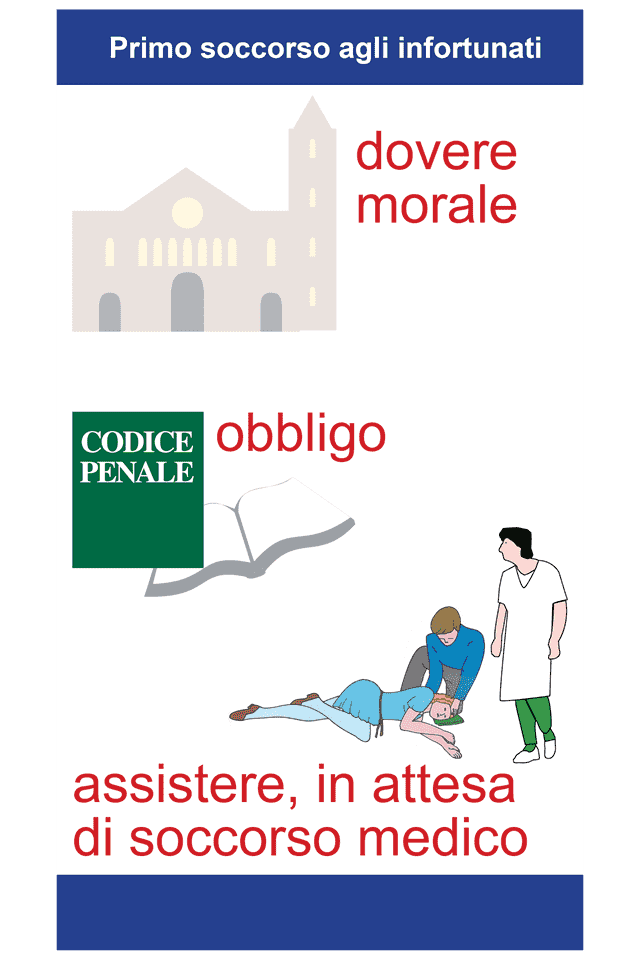 Primo soccorso agli infortunati
dovere
morale
CODICE
PENALE
obbligo
assistere, in attesa
di soccorso medico